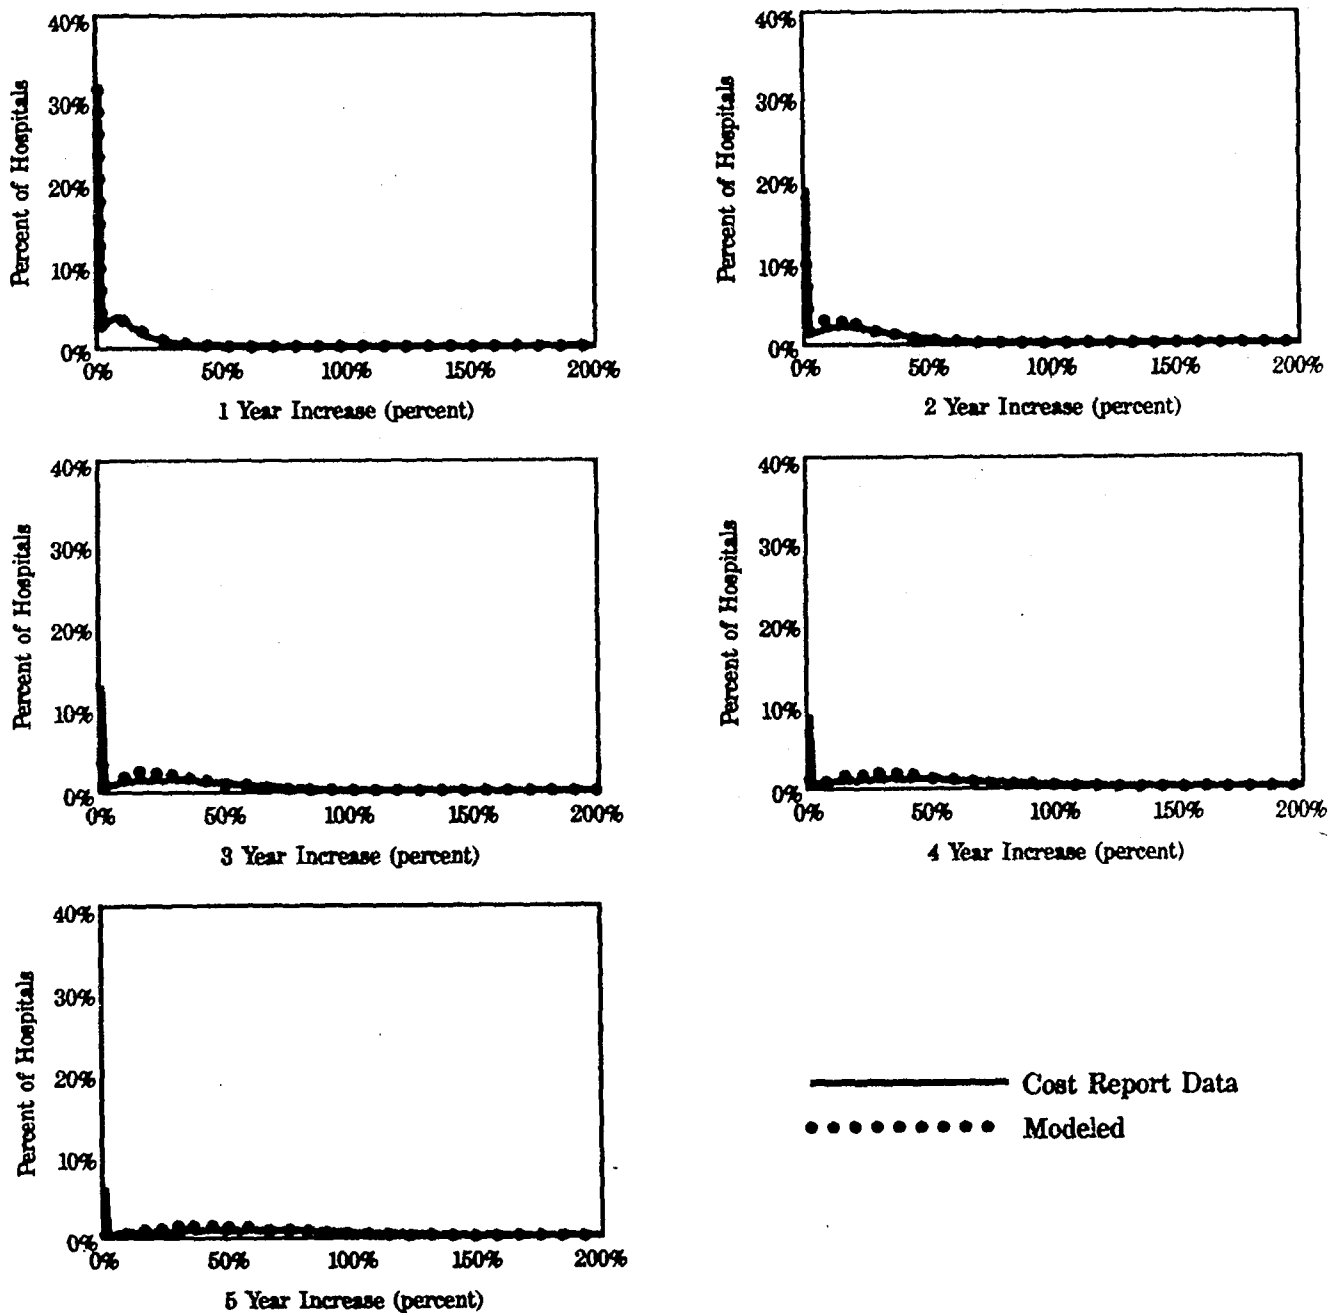 40%
30%
20%
10%
0%
Percent of Hospitals
0% 50% 100% 150% 200%
1 Year Increase (percent)
40%
30%
20%
10%
0%
Percent of Hospitals
0% 50% 100% 150% 200%
2 Year Increase (percent)
40%
30%
20%
10%
0%
Percent of Hospitals
0% 50% 100% 150% 200%
3 Year Increase (percent)
40%
30%
20%
10%
0%
Percent of Hospitals
0% 50% 100% 150% 200%
4 Year Increase (percent)
40%
30%
20%
10%
0%
Percent of Hospitals
0% 50% 100% 150% 200%
5 Year Increase (percent)
Cost Report Data
Modeled